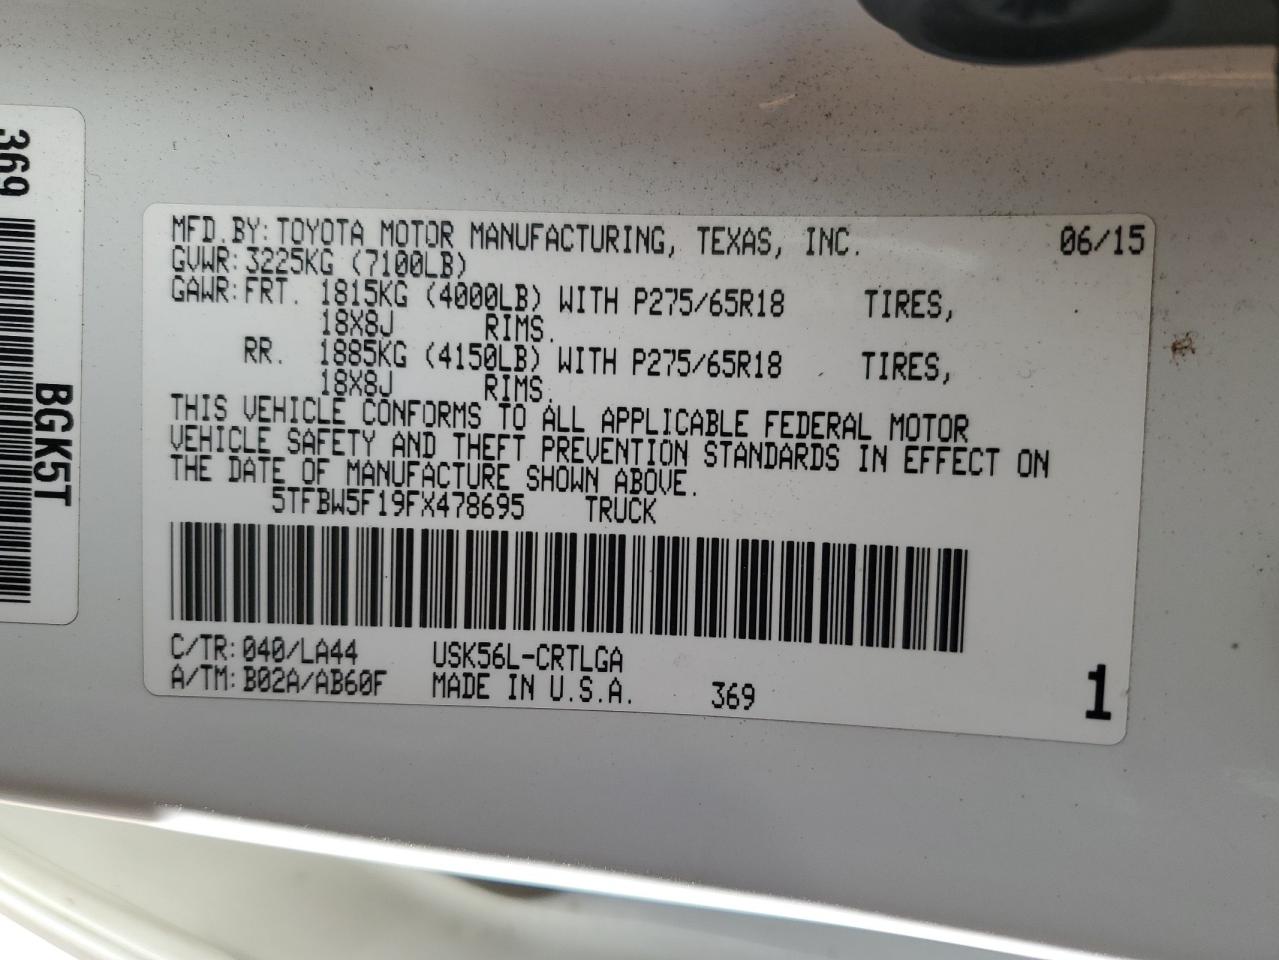 369
BGK5T
MFD.BY: TOYOTA MOTOR MANUFACTURING, TEXAS, INC. 06/15
GVWR: 3225KG (7100LB)
GAWR: FRT. 1815KG (4000LB) WITH P275/65R18 TIRES,
18X8J RIMS.
RR. 1885KG (4150LB) WITH P275/65R18 TIRES,
18X8J RIMS.
THIS VEHICLE CONFORMS TO ALL APPLICABLE FEDERAL MOTOR
VEHICLE SAFETY AND THEFT PREVENTION STANDARDS IN EFFECT ON
THE DATE OF MANUFACTURE SHOWN ABOVE.
5TFBW5F19FX478695 TRUCK
C/TR: 040/LA44 USK56L-CRTLGA
A/TM: B02A/AB60F MADE IN U.S.A. 369 1